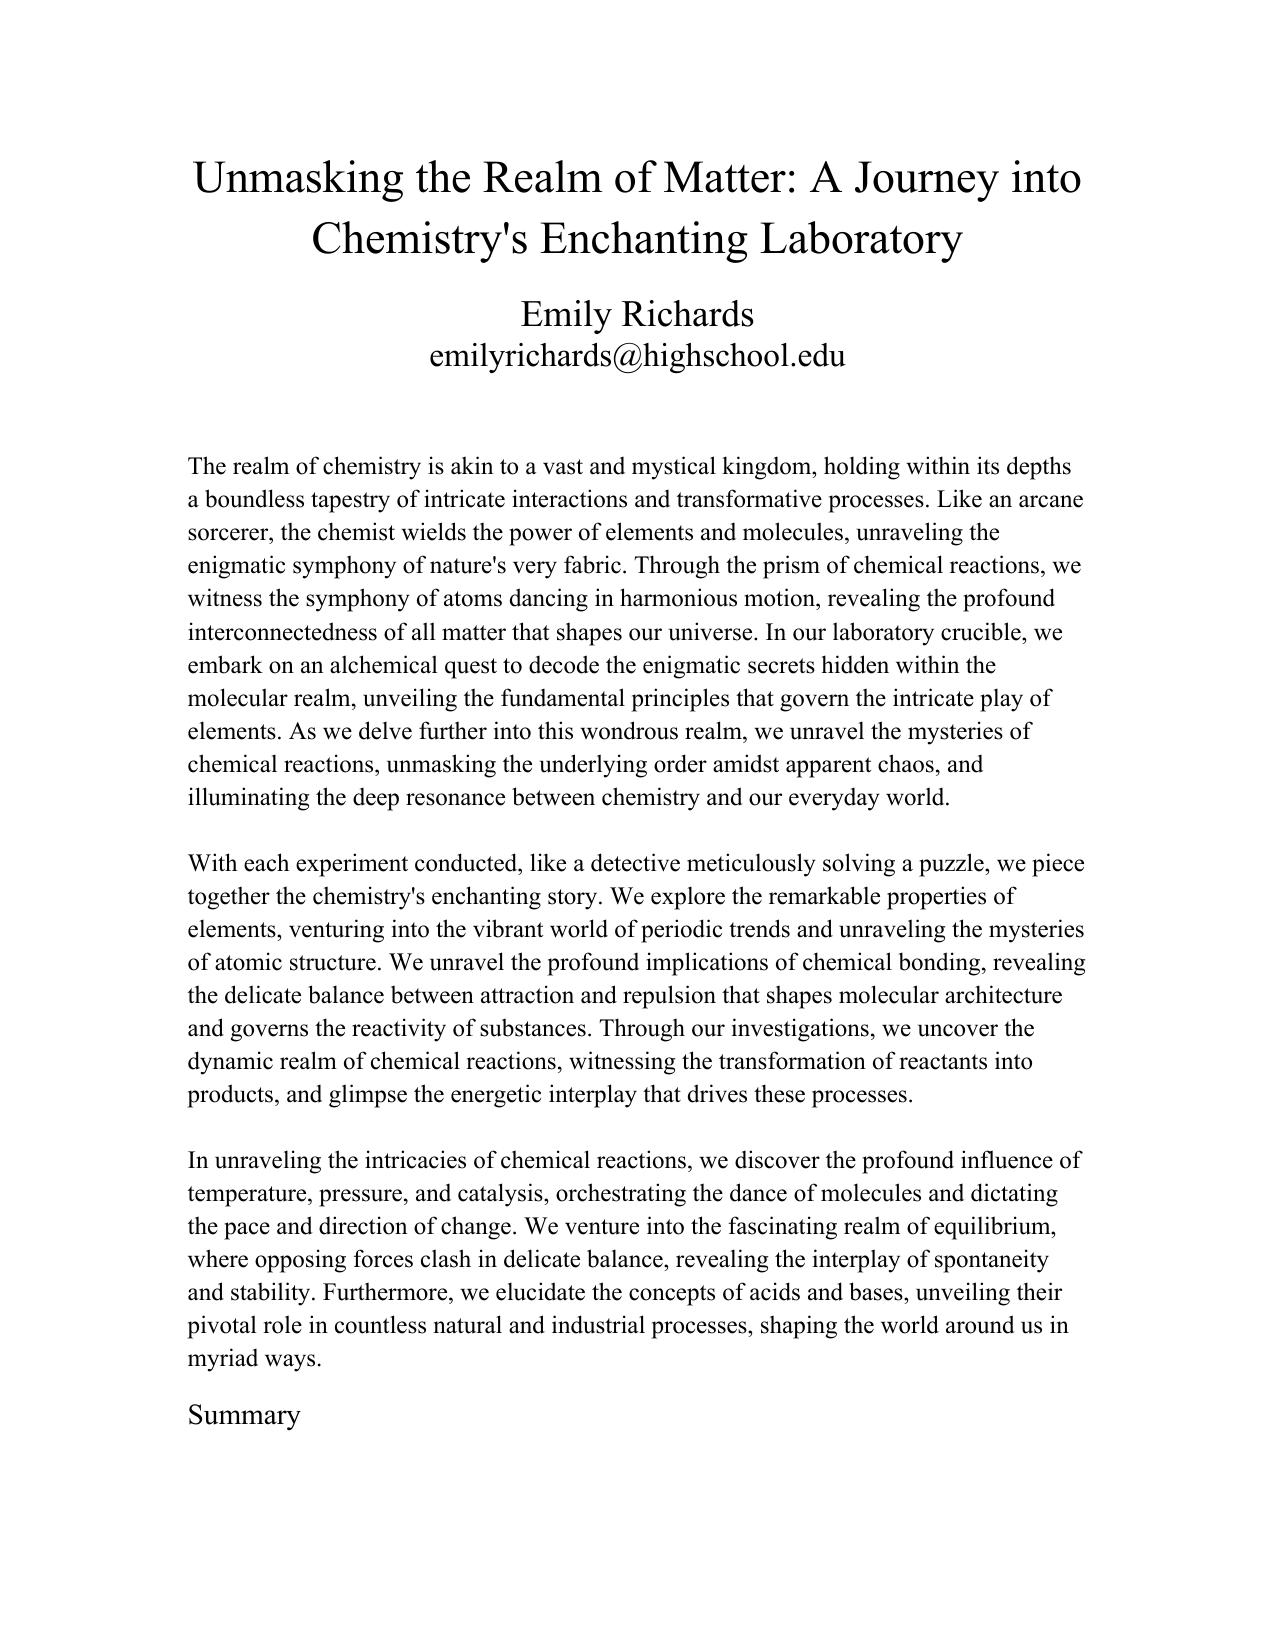 Unmasking the Realm of Matter: A Journey into
Chemistry's Enchanting Laboratory
Emily Richards
emilyrichards@highschool.edu
The realm of chemistry is akin to a vast and mystical kingdom, holding within its depths
a boundless tapestry of intricate interactions and transformative processes. Like an arcane
sorcerer, the chemist wields the power of elements and molecules, unraveling the
enigmatic symphony of nature's very fabric. Through the prism of chemical reactions, we
witness the symphony of atoms dancing in harmonious motion, revealing the profound
interconnectedness of all matter that shapes our universe. In our laboratory crucible, we
embark on an alchemical quest to decode the enigmatic secrets hidden within the
molecular realm, unveiling the fundamental principles that govern the intricate play of
elements. As we delve further into this wondrous realm, we unravel the mysteries of
chemical reactions, unmasking the underlying order amidst apparent chaos, and
illuminating the deep resonance between chemistry and our everyday world.
With each experiment conducted, like a detective meticulously solving a puzzle, we piece
together the chemistry's enchanting story. We explore the remarkable properties of
elements, venturing into the vibrant world of periodic trends and unraveling the mysteries
of atomic structure. We unravel the profound implications of chemical bonding, revealing
the delicate balance between attraction and repulsion that shapes molecular architecture
and governs the reactivity of substances. Through our investigations, we uncover the
dynamic realm of chemical reactions, witnessing the transformation of reactants into
products, and glimpse the energetic interplay that drives these processes.
In unraveling the intricacies of chemical reactions, we discover the profound influence of
temperature, pressure, and catalysis, orchestrating the dance of molecules and dictating
the pace and direction of change. We venture into the fascinating realm of equilibrium,
where opposing forces clash in delicate balance, revealing the interplay of spontaneity
and stability. Furthermore, we elucidate the concepts of acids and bases, unveiling their
pivotal role in countless natural and industrial processes, shaping the world around us in
myriad ways.
Summary